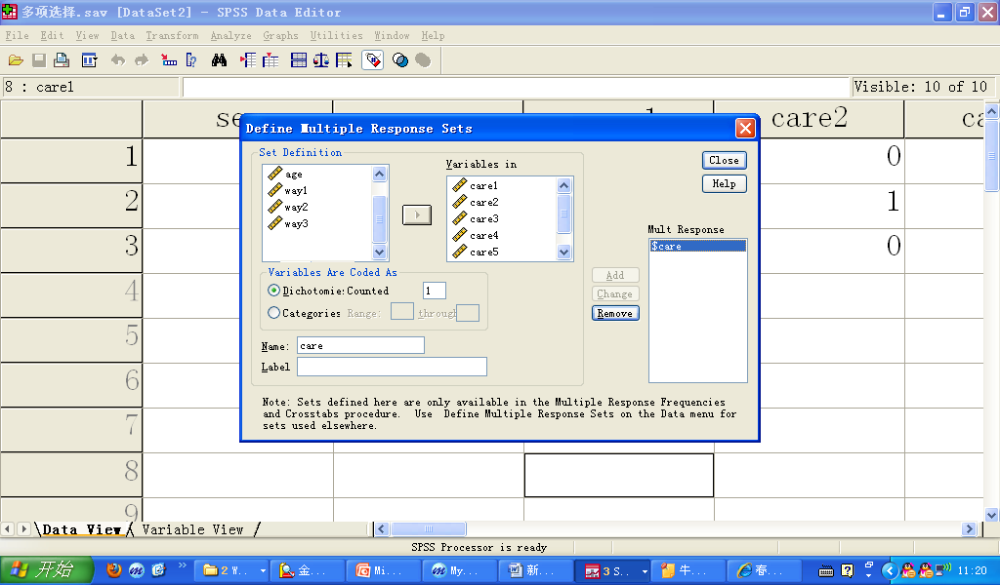 多项选择.sav [DataSet2] - SPSS Data Editor
File Edit View Data Transform Analyze Graphs Utilities Window Help
8 : care1
Visible: 10 of 10
se
1
care2
ca
1
0
2
1
3
0
4
5
6
7
8
9
Define Multiple Response Sets
Set Definition
age
way1
way2
way3
Variables in
care1
care2
care3
care4
care5
Close
Help
Mult Response
$care
Variables Are Coded As
Dichotomie: Counted 1
Categories Range: through
Add
Change
Remove
Name: care
Label
Note: Sets defined here are only available in the Multiple Response Frequencies
and Crosstabs procedure. Use Define Multiple Response Sets on the Data menu for
sets used elsewhere.
Data View Variable View
SPSS Processor is ready
开始 2 W... 金... Mi... My... 新... 3 S.. 牛... 春... 11:20